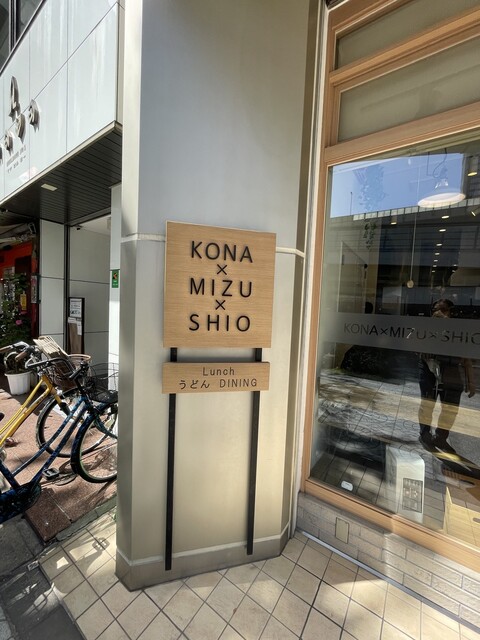 KONA
×
MIZU
×
SHIO
Lunch
うどん DINING
KONA×MIZU×SHIO